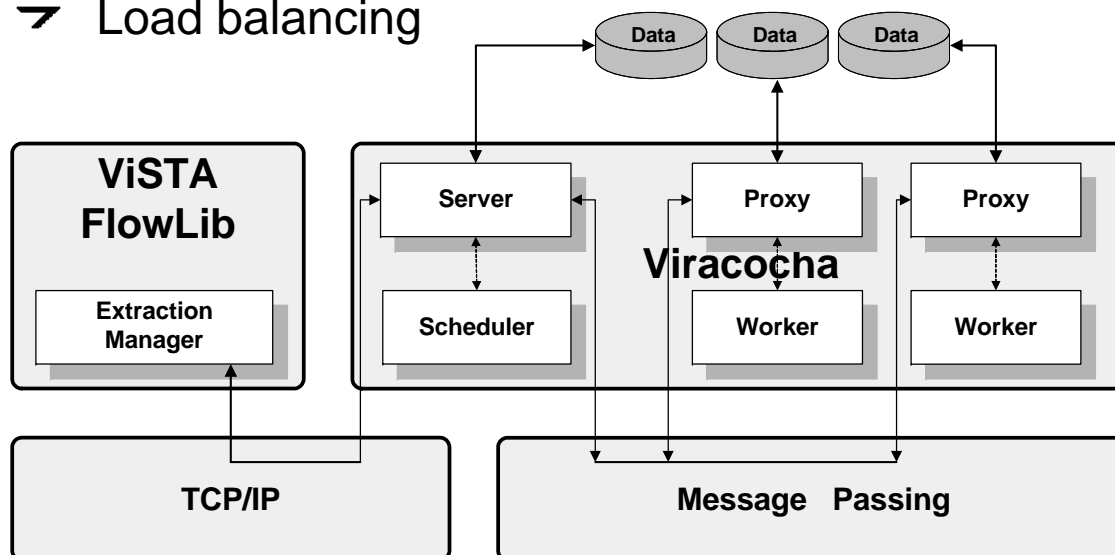 Load balancing
Data
Data
Data
ViSTA
FlowLib
Server
Proxy
Proxy
Viracocha
Extraction
Manager
Scheduler
Worker
Worker
TCP/IP
Message Passing